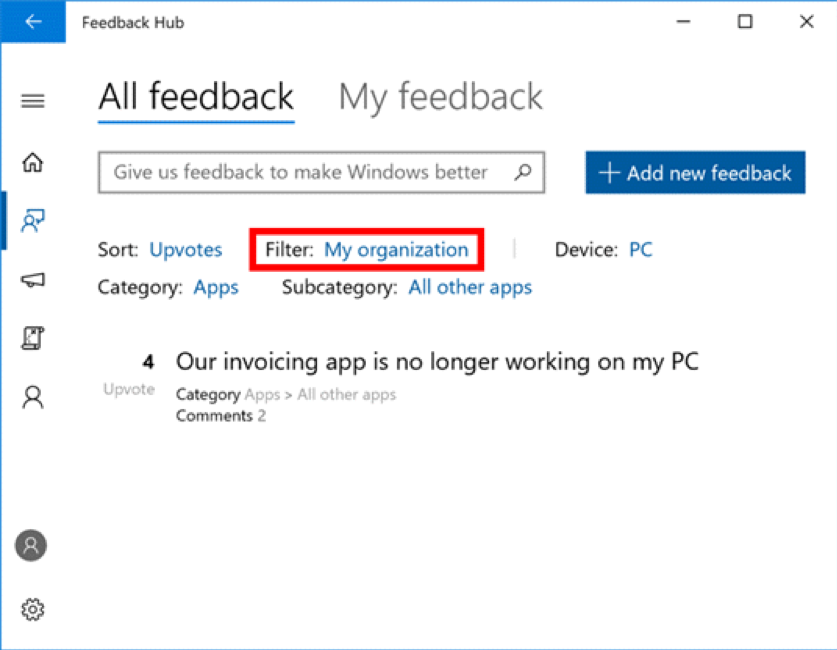 Feedback Hub
All feedback My feedback
Give us feedback to make Windows better
Add new feedback
Sort: Upvotes Filter: My organization Device: PC
Category: Apps Subcategory: All other apps
4 Our invoicing app is no longer working on my PC
Upvote Category Apps > All other apps
Comments 2